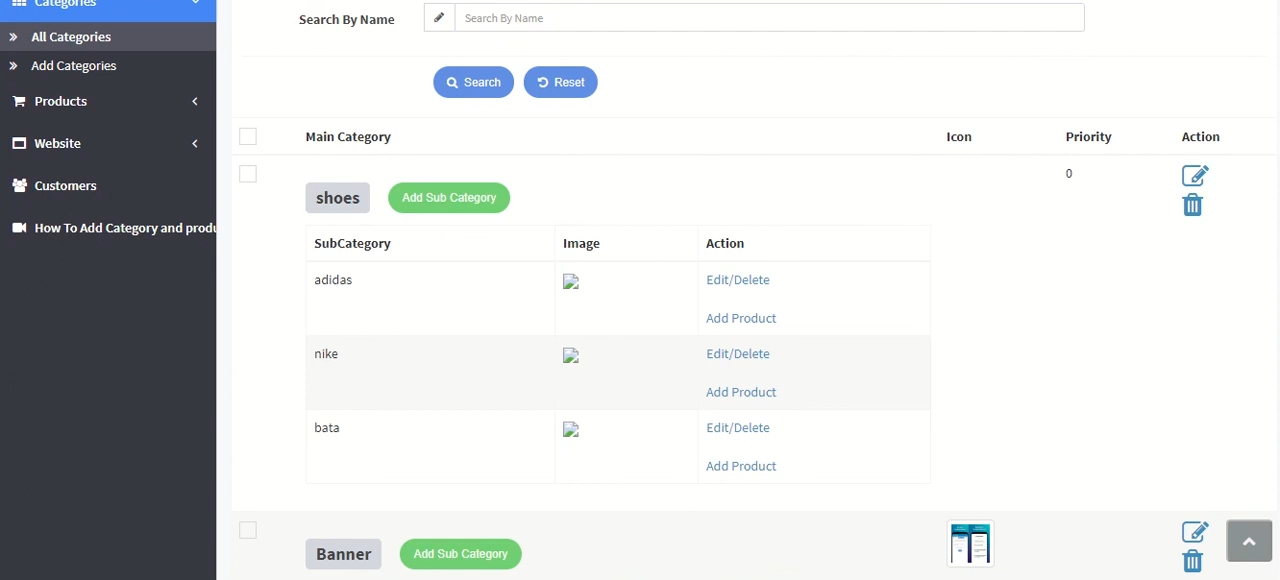 Categories
All Categories
Add Categories
Products
Website
Customers
How To Add Category and produ
Search By Name
Search By Name
Search
Reset
Main Category Icon Priority Action
shoes Add Sub Category 0
SubCategory Image Action
adidas Edit/Delete
Add Product
nike Edit/Delete
Add Product
bata Edit/Delete
Add Product
Banner Add Sub Category